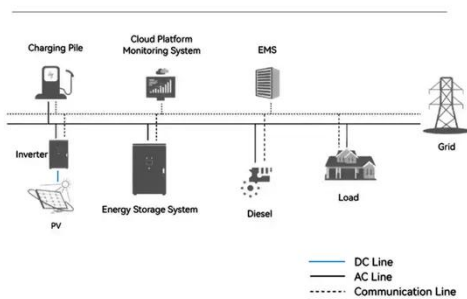 Charging Pile
Cloud Platform
Monitoring System
EMS
Grid
Inverter
PV
Energy Storage System
Diesel
Load
DC Line
AC Line
Communication Line